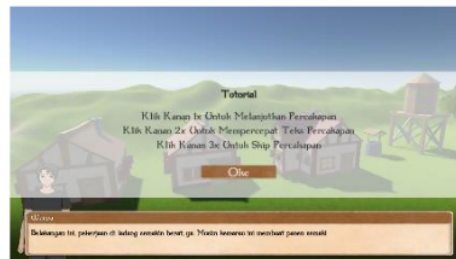 Tutorial
Klik Kanan 1x Untuk Melanjutkan Percakapan
Klik Kanan 2x Untuk Mempercepat Teks Percakapan
Klik Kanan 3x Untuk Skip Percakapan
Oke
Belakangan ini, pekerjaan di ladang semakin berat, ya. Musim kemarau ini membuat panen